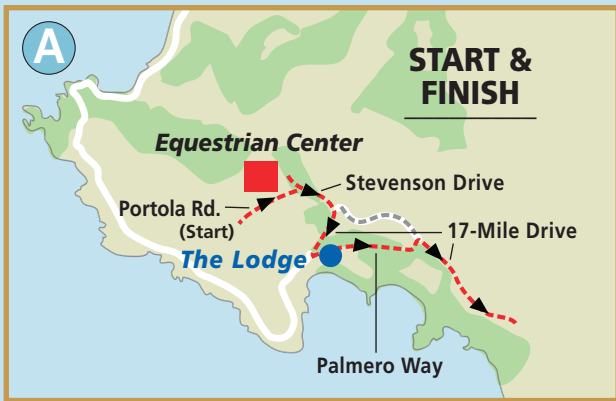 A
START &
FINISH
Equestrian Center
Stevenson Drive
Portola Rd.
(Start)
17-Mile Drive
The Lodge
Palmero Way